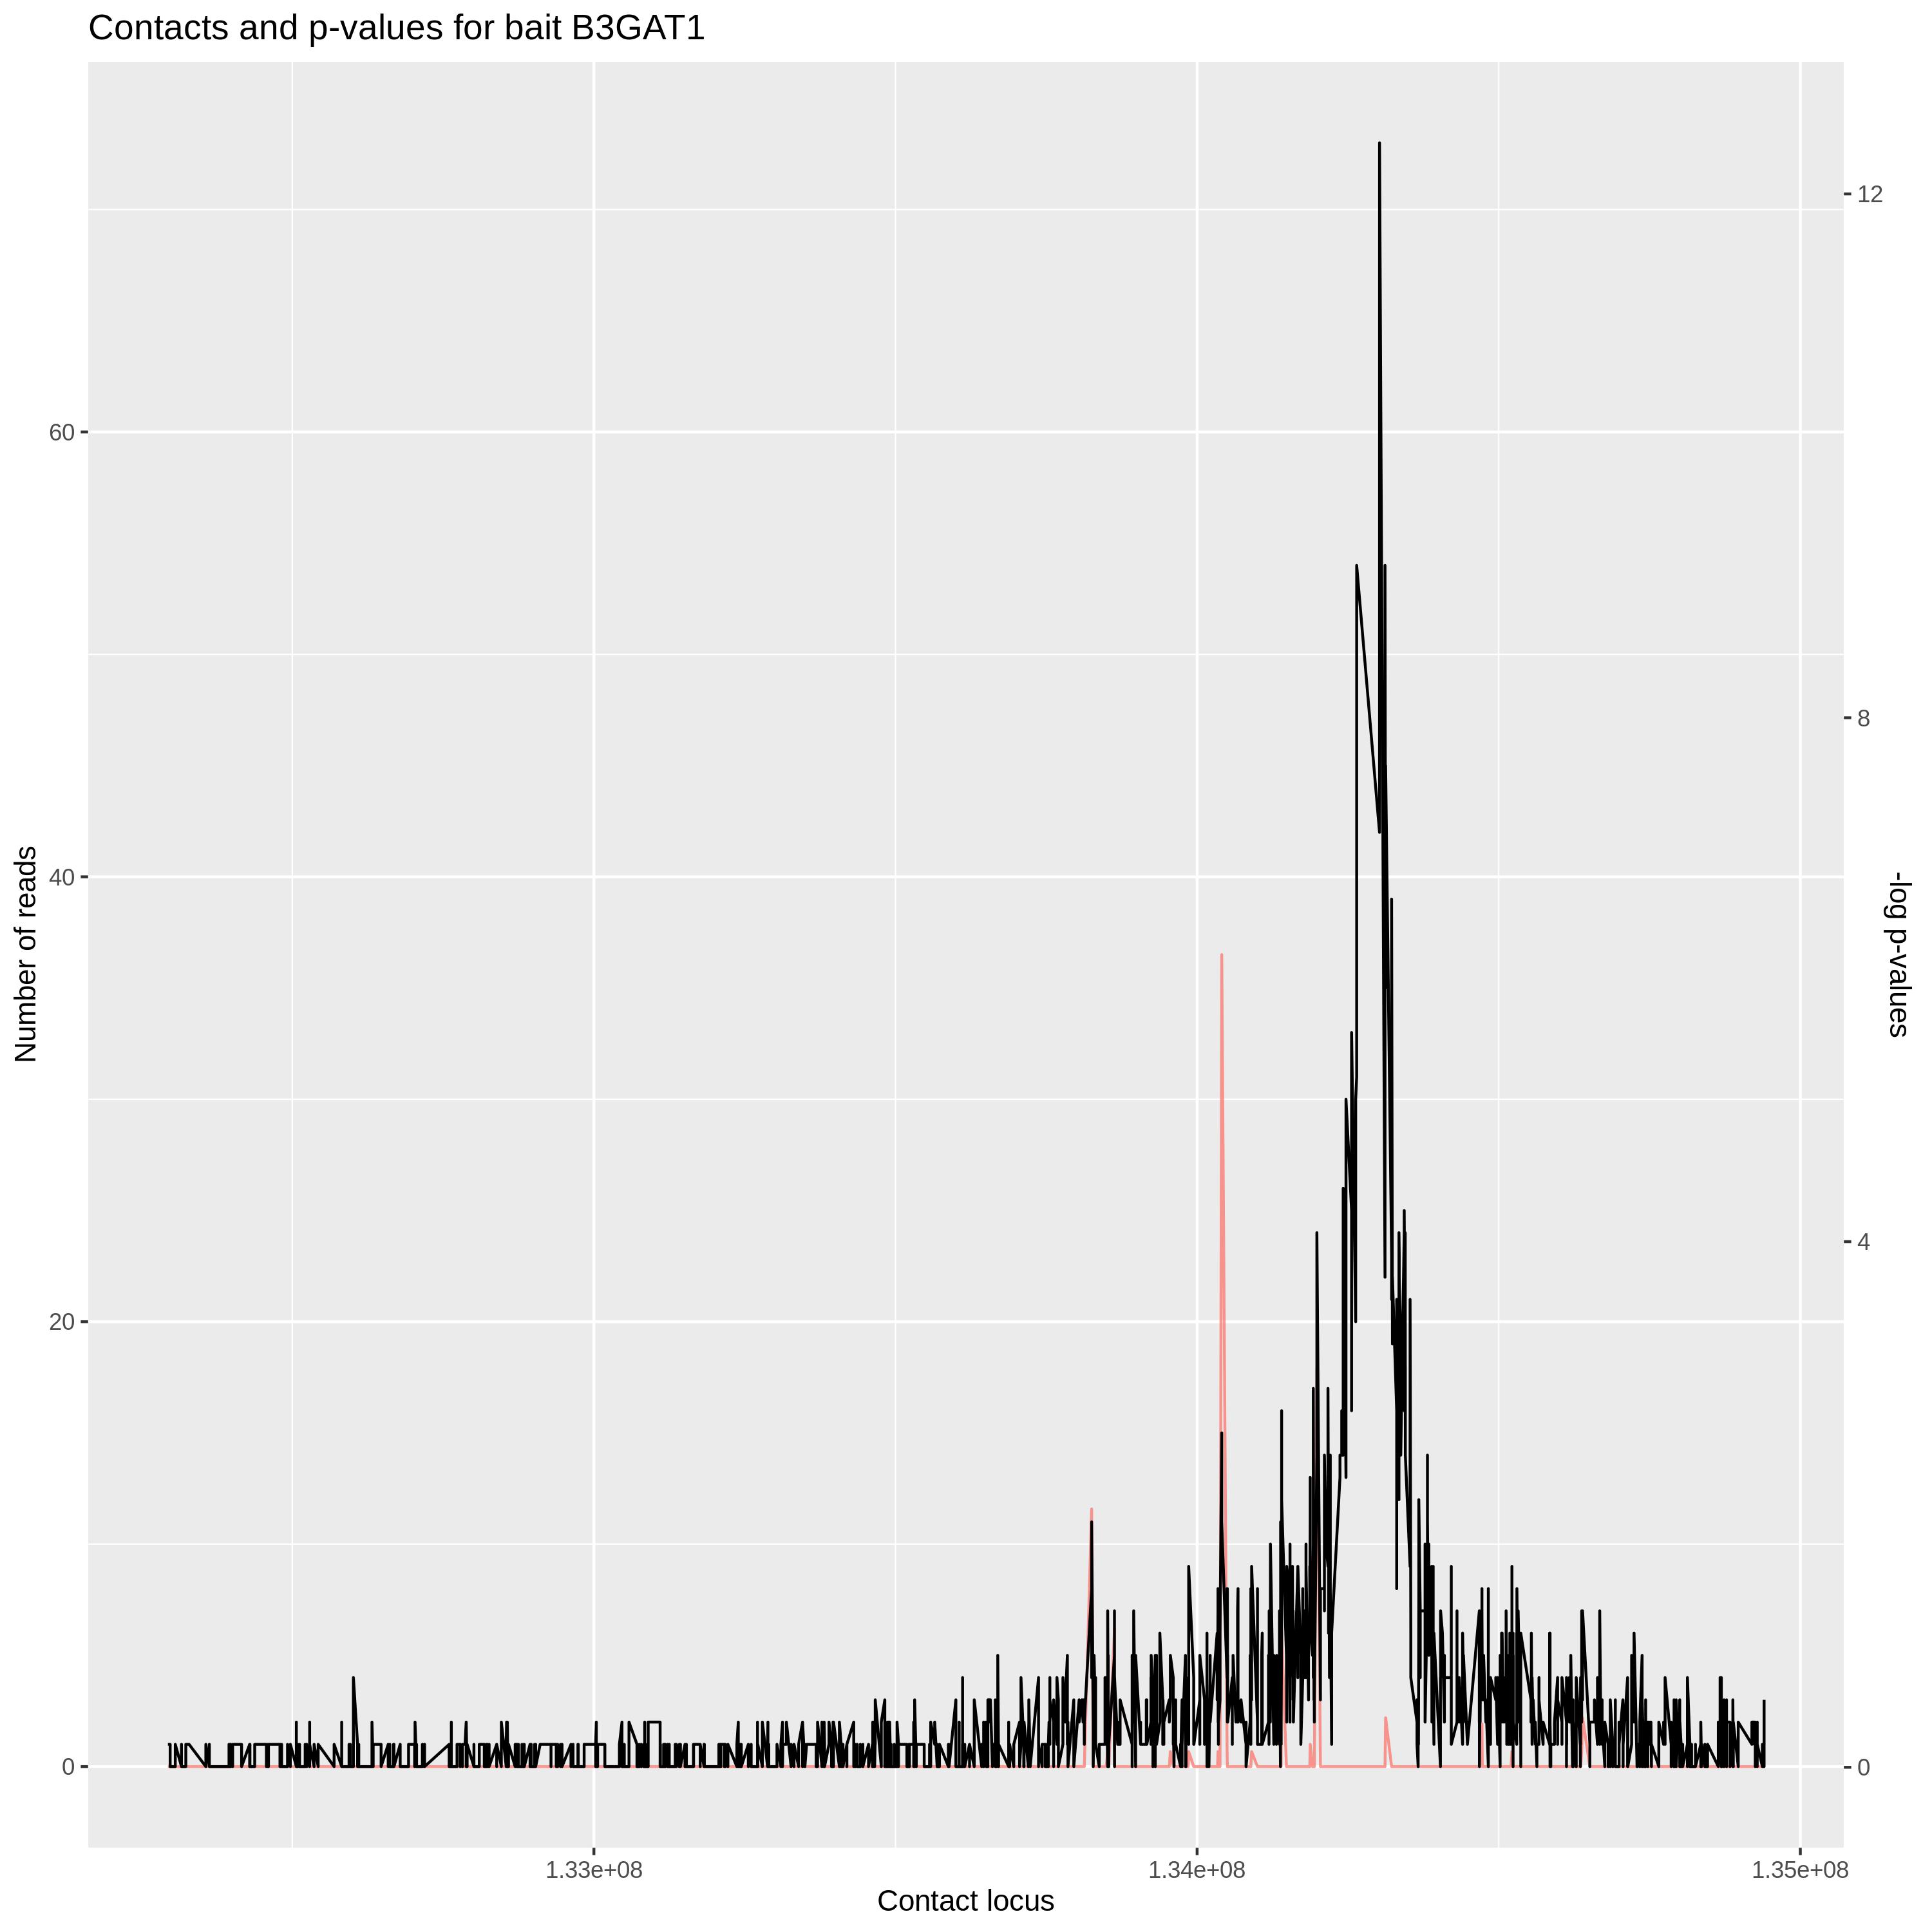 Contacts and p-values for bait B3GAT1
Number of reads
60
40
20
0
12
8
4
0
-log p-values
1.33e+08
1.34e+08
1.35e+08
Contact locus